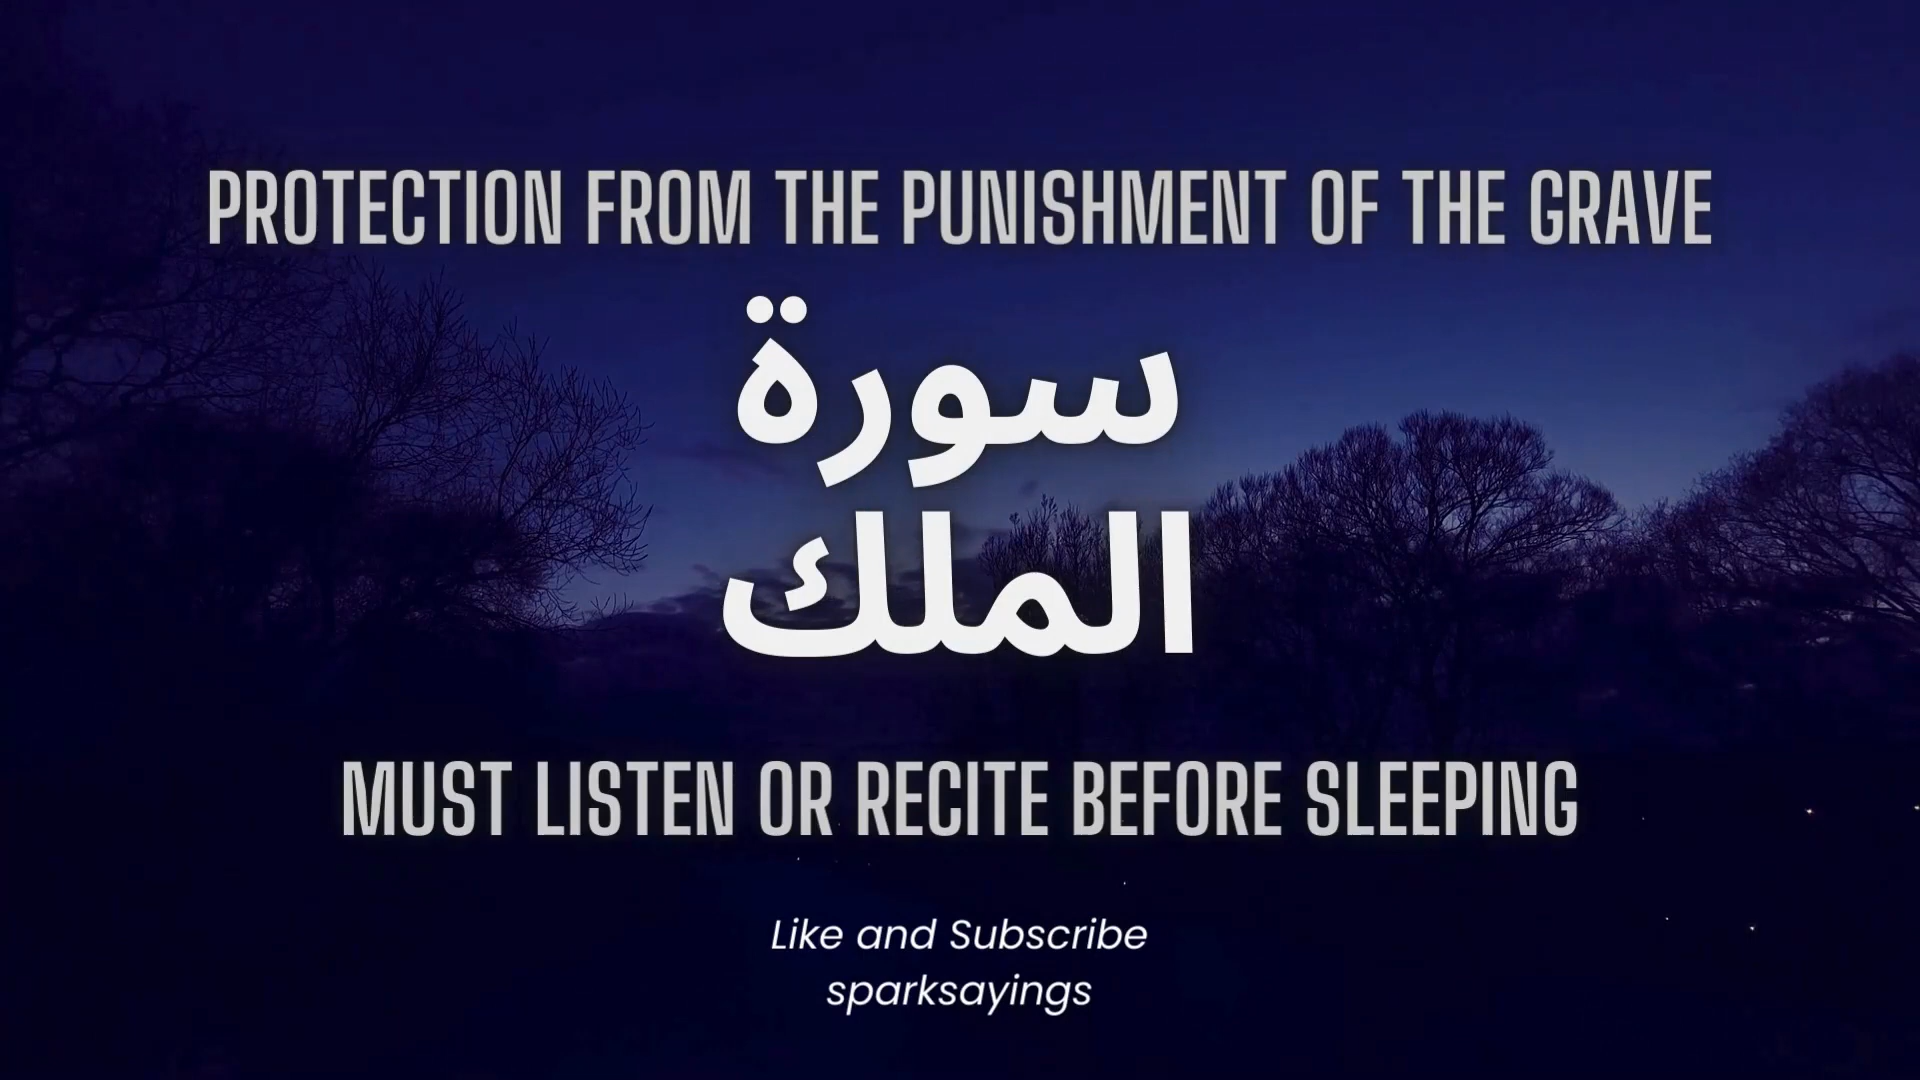 PROTECTION FROM THE PUNISHMENT OF THE GRAVE
سورة
الملك
MUST LISTEN OR RECITE BEFORE SLEEPING
Like and Subscribe
sparksayings